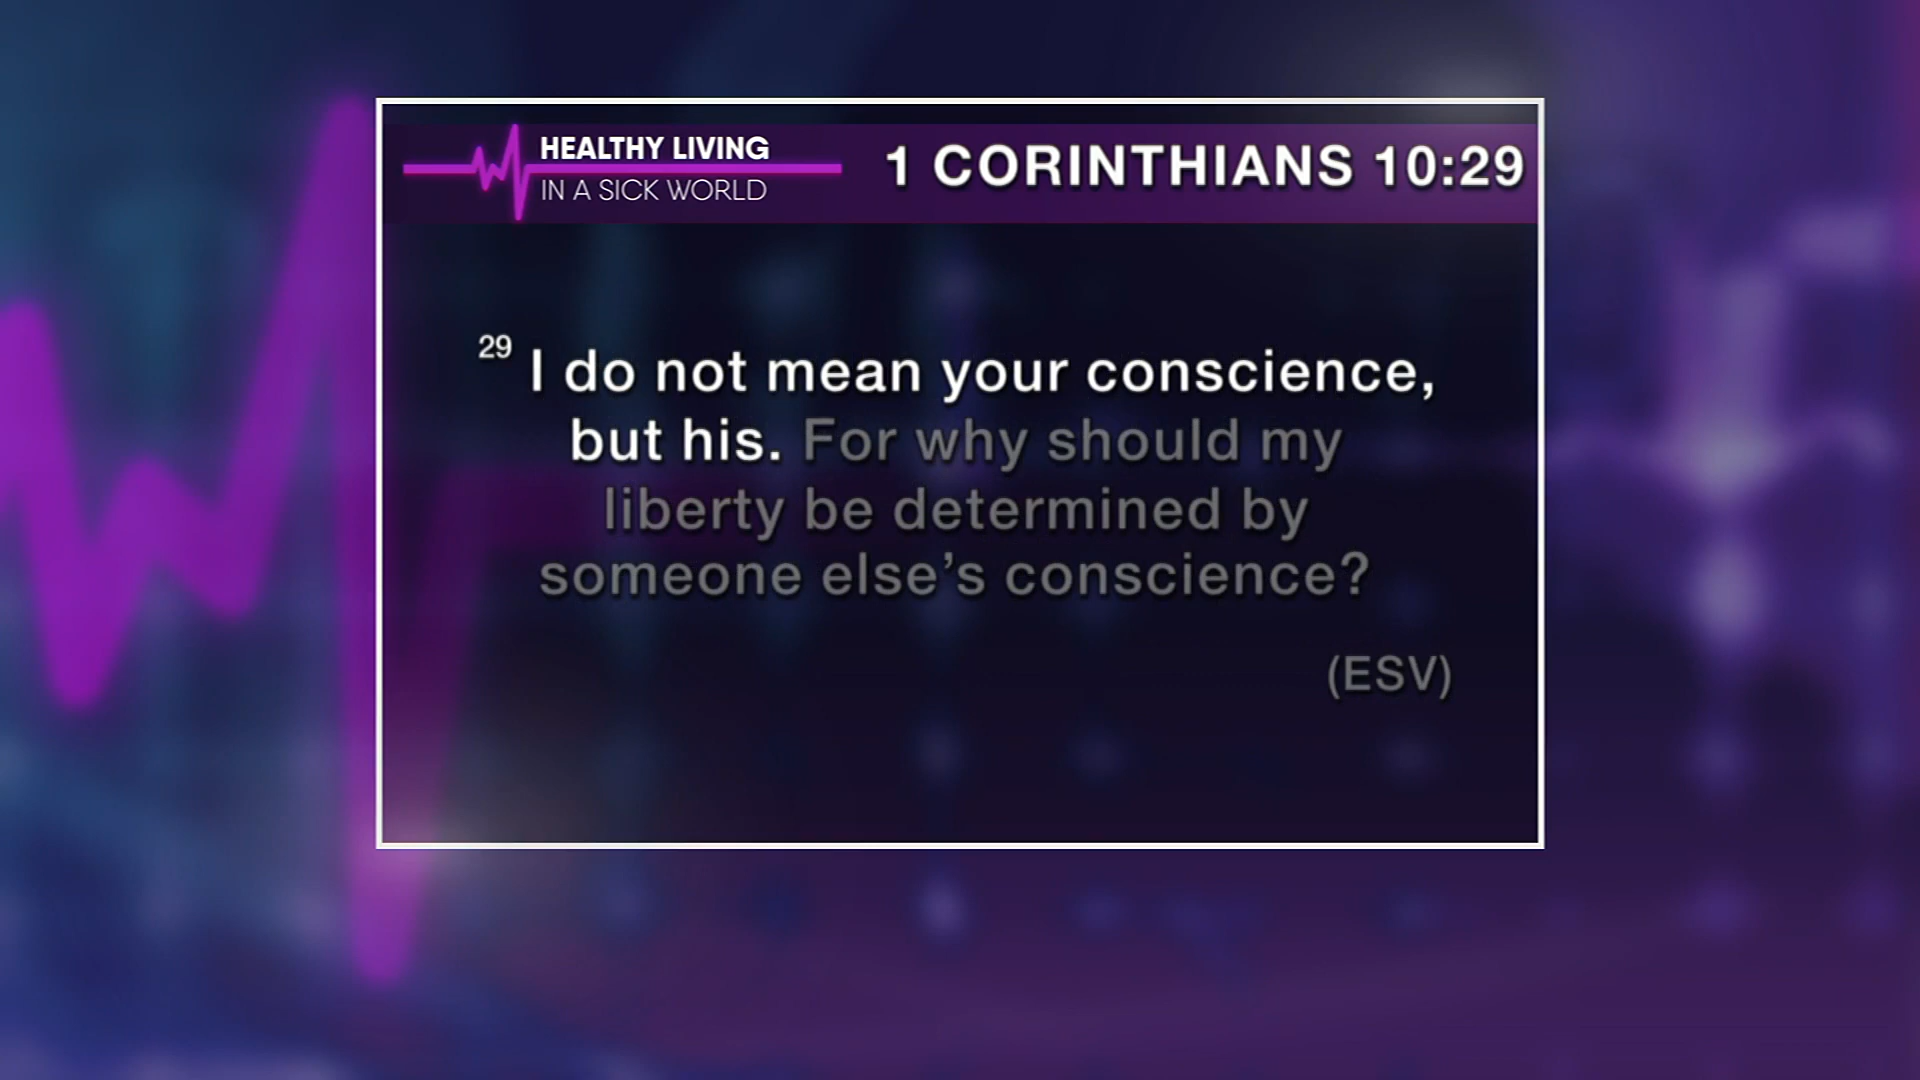 HEALTHY LIVING
IN A SICK WORLD
1 CORINTHIANS 10:29
29 I do not mean your conscience,
but his. For why should my
liberty be determined by
someone else’s conscience?
(ESV)